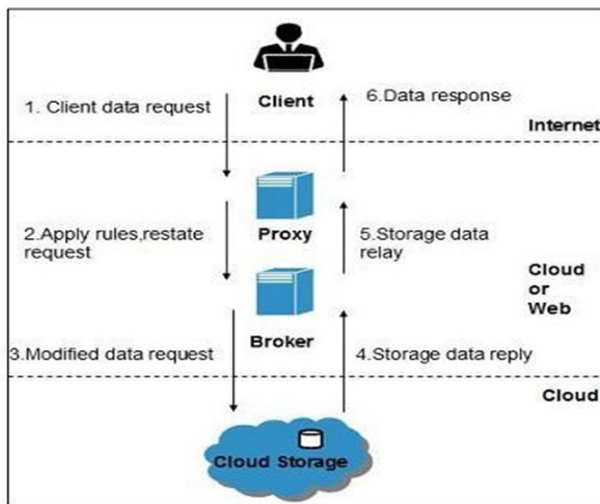 Client
1. Client data request
6.Data response
Internet
2.Apply rules,restate
request
Proxy
5.Storage data
relay
Cloud
or
Web
Broker
3.Modified data request
4.Storage data reply
Cloud
Cloud Storage